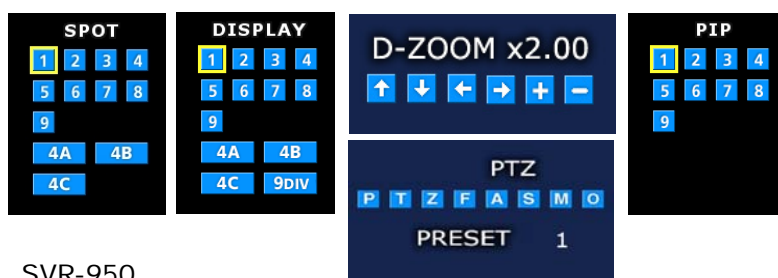 SPOT
1 2 3 4
5 6 7 8
9
4A 4B
4C
DISPLAY
1 2 3 4
5 6 7 8
9
4A 4B
4C 9DIV
D-ZOOM x2.00
PTZ
P T Z F A S M O
PRESET 1
PIP
1 2 3 4
5 6 7 8
9
SVR-950